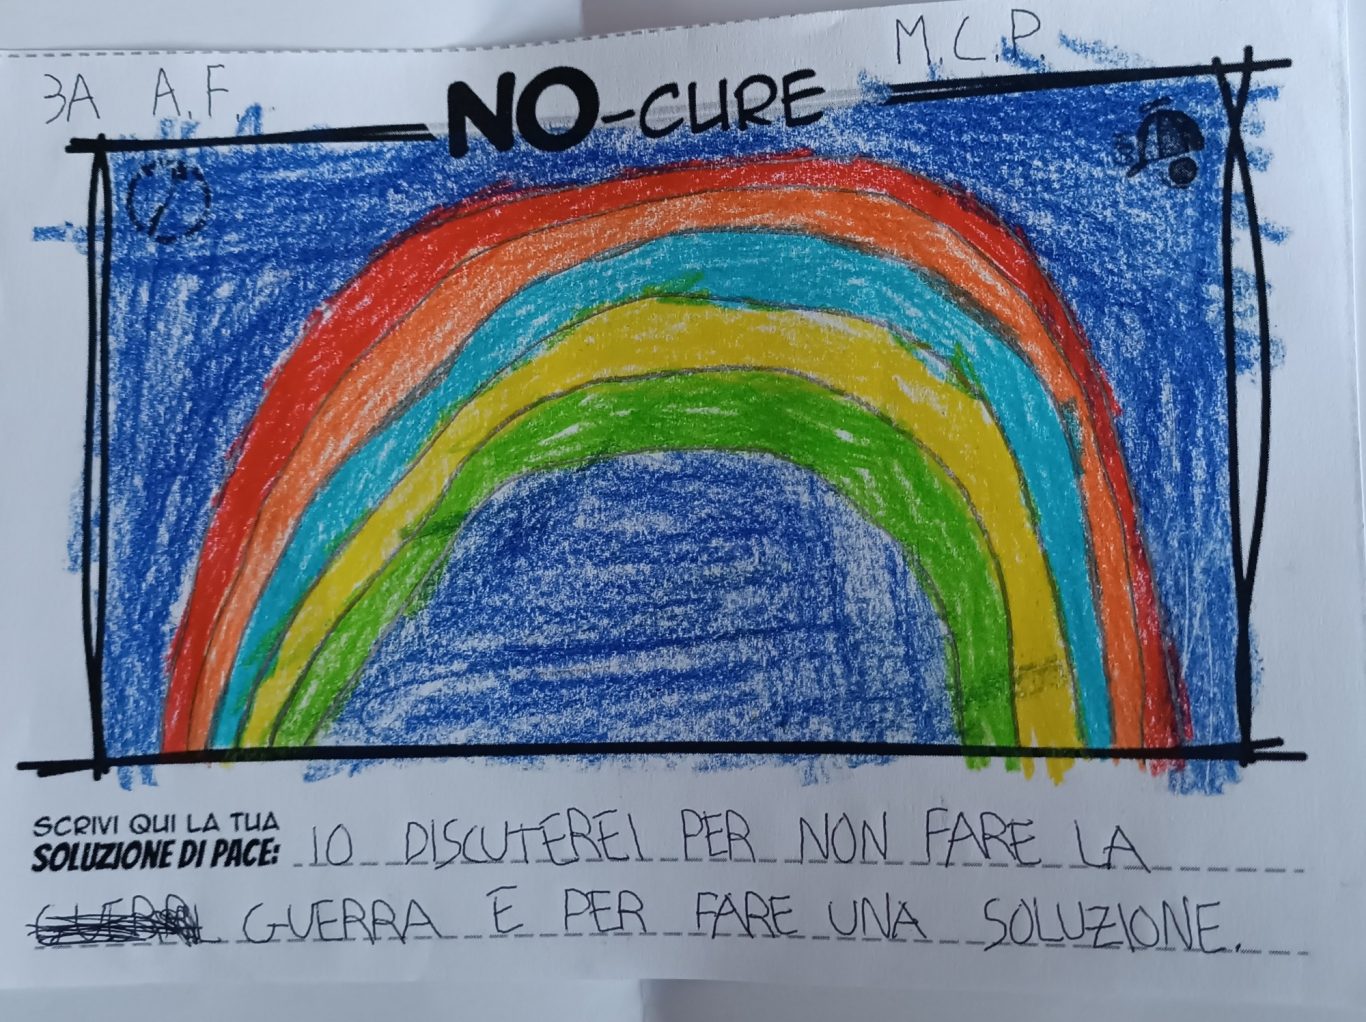 3A A.F. M.C.P.
NO-CURE
SCRIVI QUI LA TUA
SOLUZIONE DI PACE: IO DISCUTEREI PER NON FARE LA
GUERRA E PER FARE UNA SOLUZIONE.